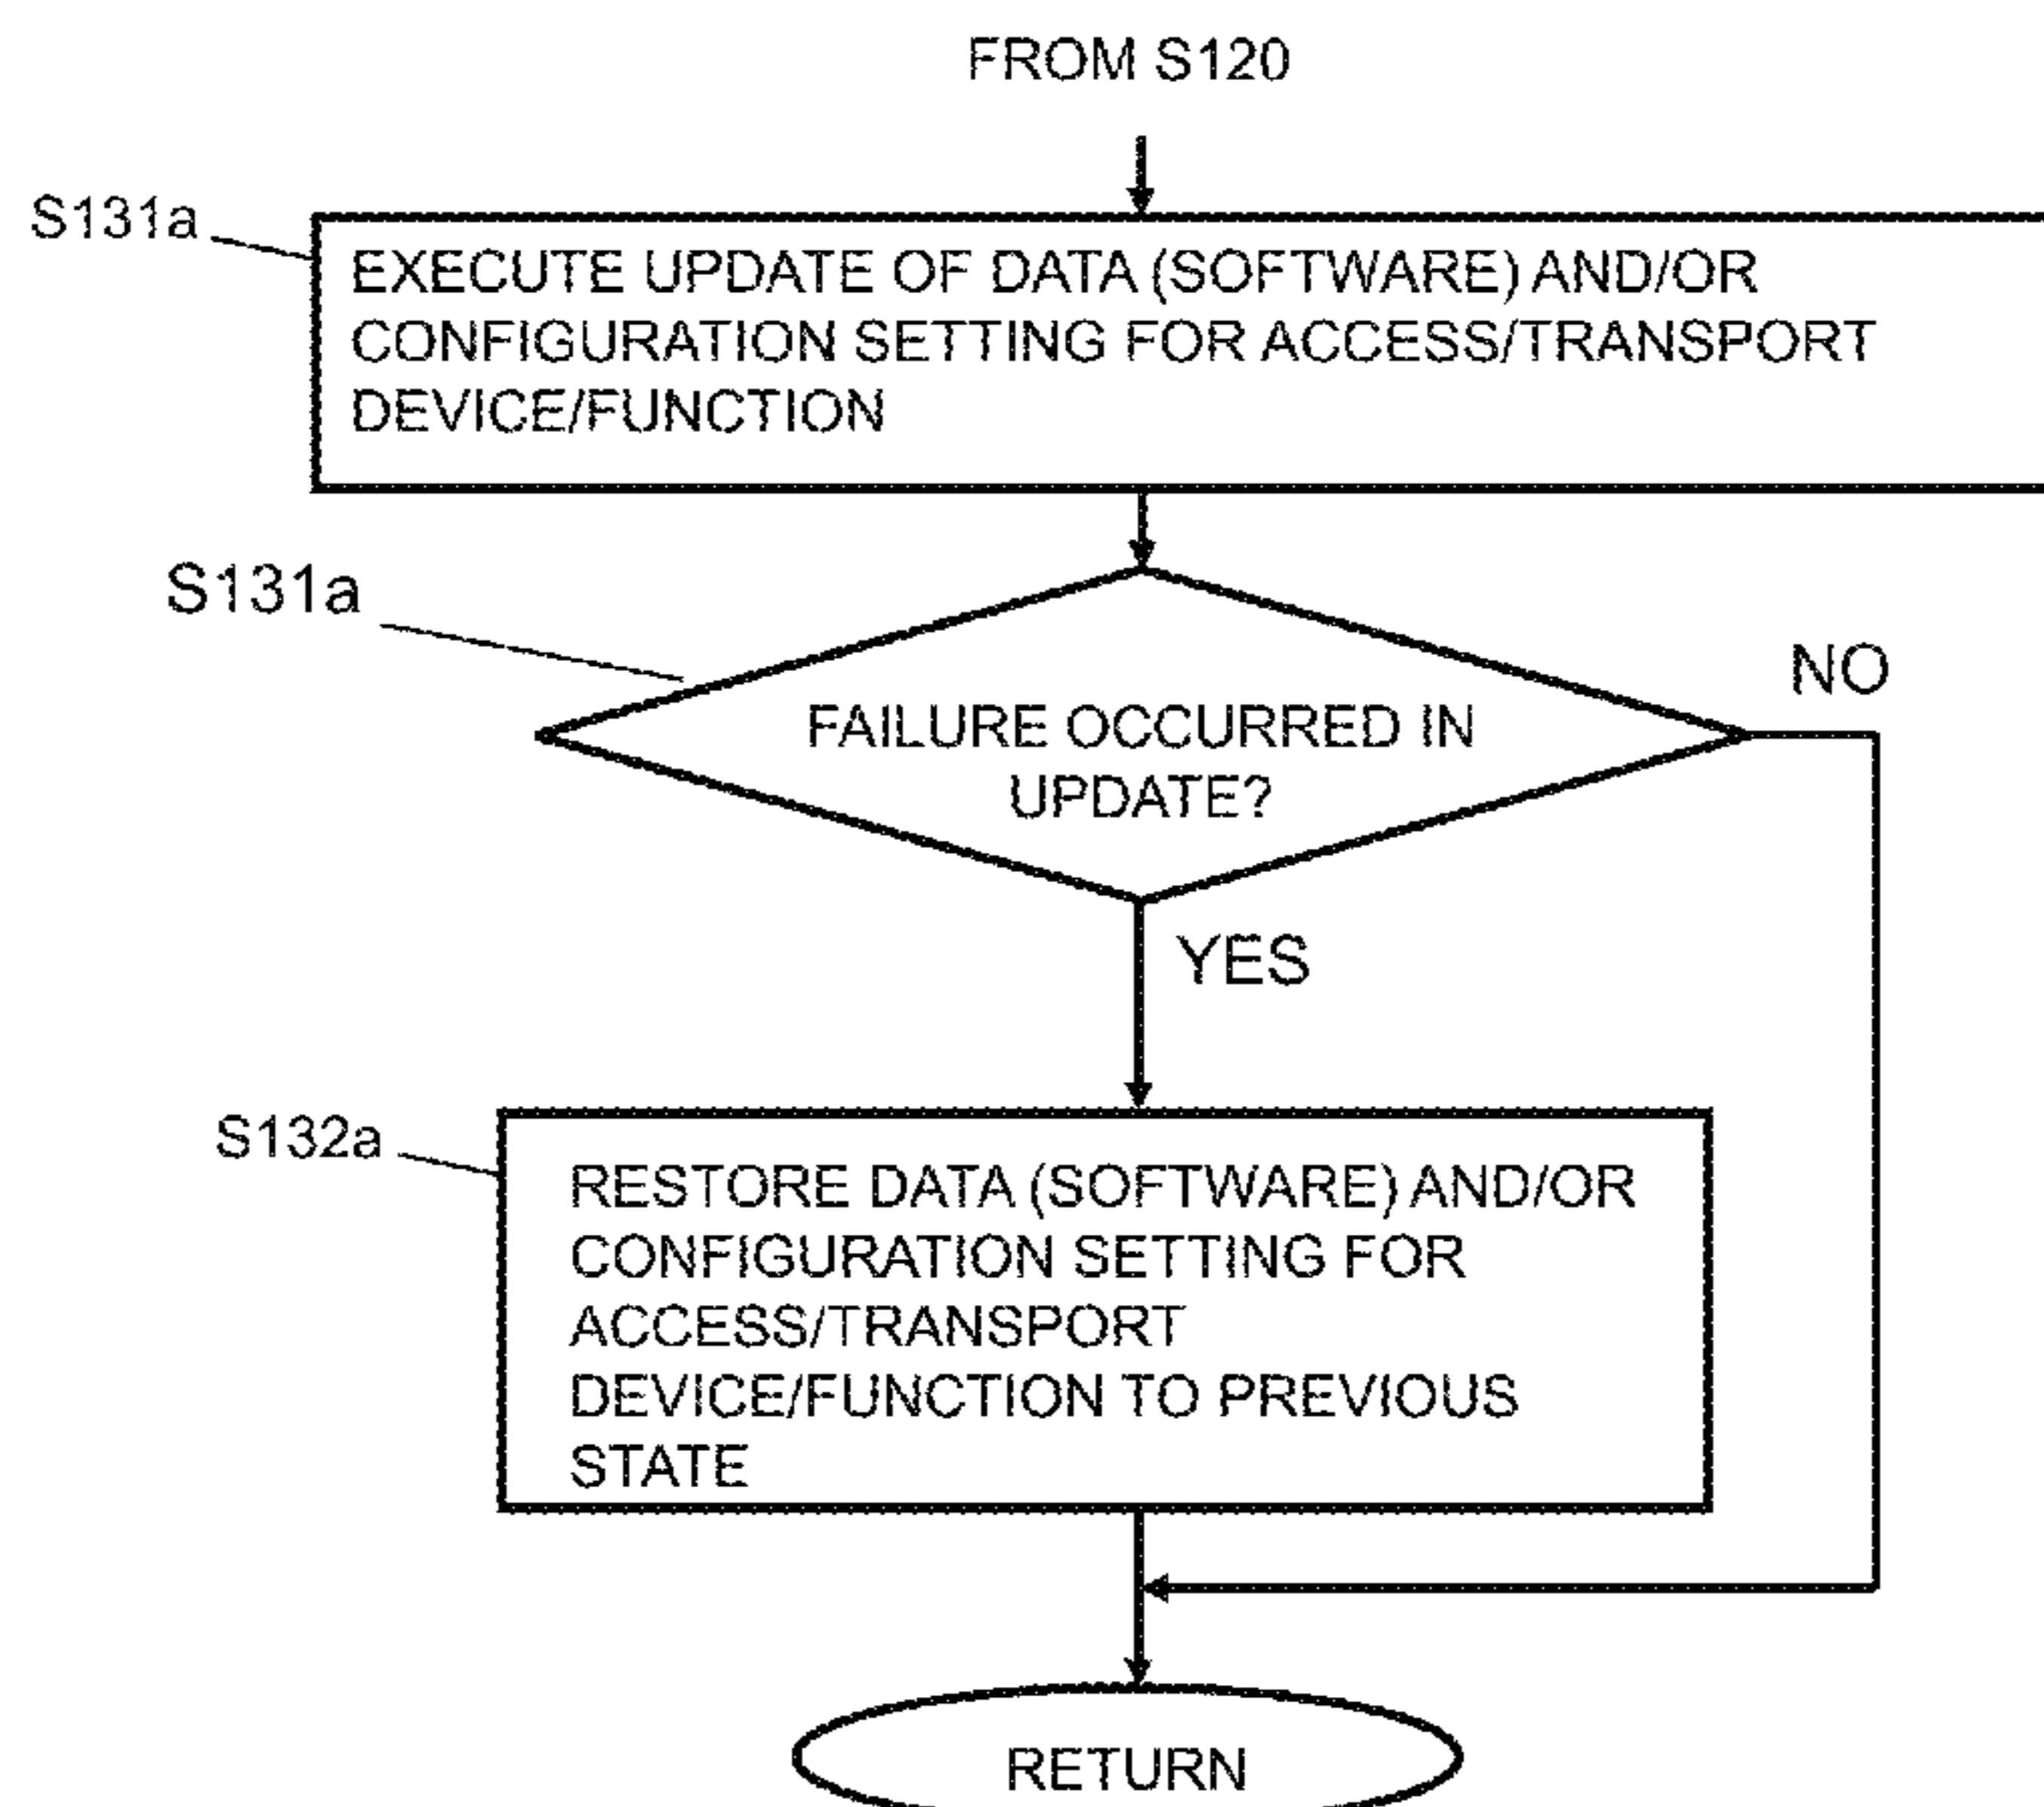 FROM S120
S131a
EXECUTE UPDATE OF DATA (SOFTWARE) AND/OR
CONFIGURATION SETTING FOR ACCESS/TRANSPORT
DEVICE/FUNCTION
S131a
NO
FAILURE OCCURRED IN
UPDATE?
YES
S132a
RESTORE DATA (SOFTWARE) AND/OR
CONFIGURATION SETTING FOR
ACCESS/TRANSPORT
DEVICE/FUNCTION TO PREVIOUS
STATE
RETURN